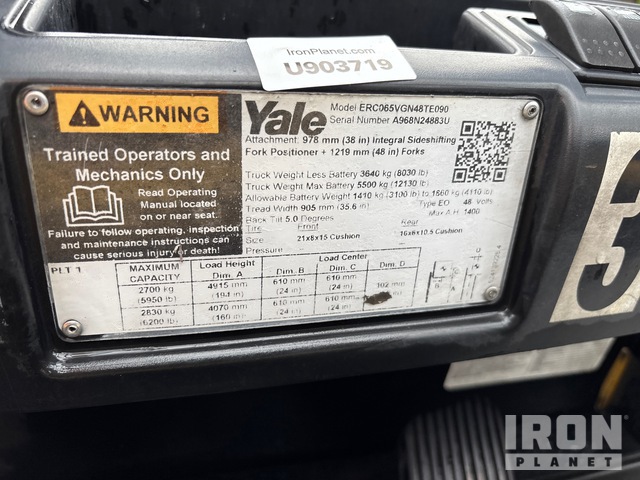 IronPlanet.com
U903719
WARNING
Trained Operators and
Mechanics Only
Read Operating
Manual located
on or near seat.
Failure to follow operating, inspection
and maintenance instructions can
cause serious injury or death!
Yale
Model ERC065VGN48TE090
Serial Number A968N24883U
Attachment: 978 mm (38 in) Integral Sideshifting
Fork Positioner + 1219 mm (48 in) Forks
Truck Weight Less Battery 3640 kg (8030 lb)
Truck Weight Max Battery 5500 kg (12130 lb)
Allowable Battery Weight 1410 kg (3100 lb) to 1860 kg (4110 lb)
Tread Width 905 mm (35.6 in) Type EO 48 Volts
Back Tilt 5.0 Degrees Max A.H. 1400
Tire Front Rear
Size 21x8x15 Cushion 16x6x10.5 Cushion
Pressure
PLT 1
MAXIMUM CAPACITY Load Height Load Center
Dim. A Dim. B Dim. C Dim. D
2700 kg 4915 mm 610 mm 610 mm 102 mm
(5950 lb) (194 in) (24 in) (24 in)
2830 kg 4070 mm 610 mm 610 mm
(6200 lb) (160 in) (24 in) (24 in)
3
IRON
PLANET